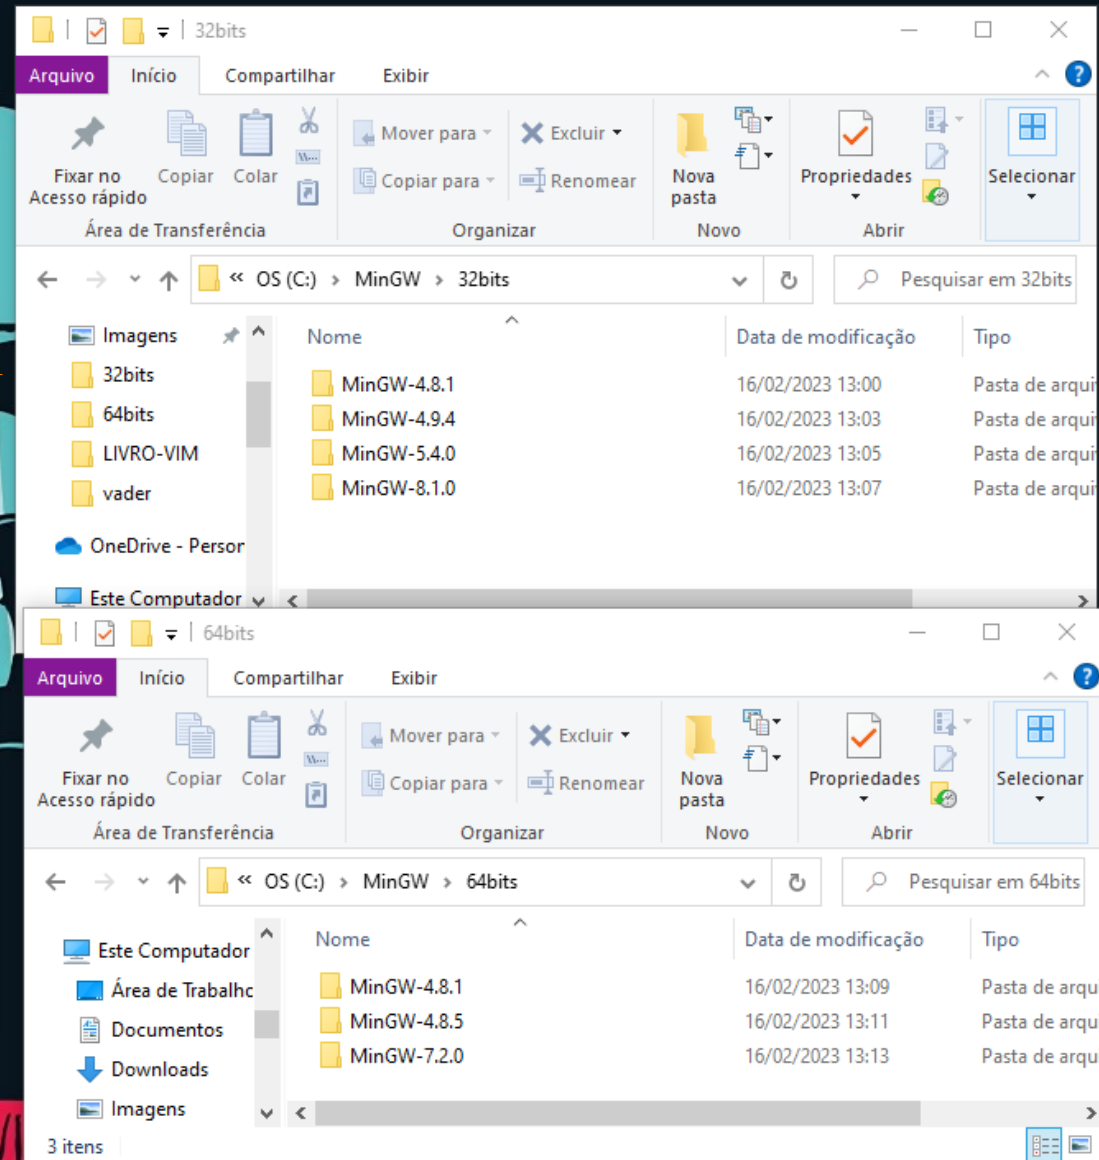 32bits
Arquivo Início Compartilhar Exibir
Fixar no Acesso rápido Copiar Colar Mover para Excluir Nova pasta Propriedades Selecionar
Copiar para Renomear
Área de Transferência Organizar Novo Abrir
« OS (C:) › MinGW › 32bits Pesquisar em 32bits
Imagens
32bits
64bits
LIVRO-VIM
vader
OneDrive - Person
Este Computador
Nome Data de modificação Tipo
MinGW-4.8.1 16/02/2023 13:00 Pasta de arqui
MinGW-4.9.4 16/02/2023 13:03 Pasta de arqui
MinGW-5.4.0 16/02/2023 13:05 Pasta de arqui
MinGW-8.1.0 16/02/2023 13:07 Pasta de arqui
64bits
Arquivo Início Compartilhar Exibir
Fixar no Acesso rápido Copiar Colar Mover para Excluir Nova pasta Propriedades Selecionar
Copiar para Renomear
Área de Transferência Organizar Novo Abrir
« OS (C:) › MinGW › 64bits Pesquisar em 64bits
Este Computador
Área de Trabalho
Documentos
Downloads
Imagens
Nome Data de modificação Tipo
MinGW-4.8.1 16/02/2023 13:09 Pasta de arqu
MinGW-4.8.5 16/02/2023 13:11 Pasta de arqu
MinGW-7.2.0 16/02/2023 13:13 Pasta de arqu
3 itens